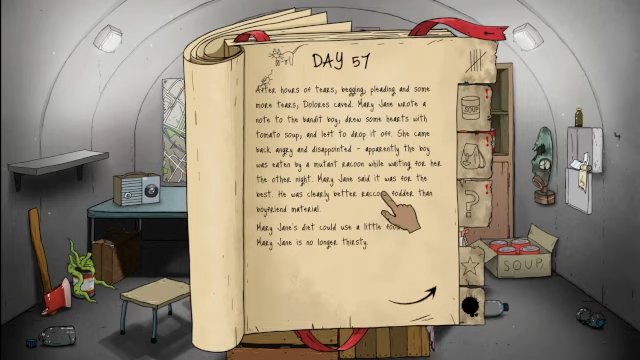 DAY 57
After hours of tears, begging, pleading and some
more tears, Dolores caved. Mary Jane wrote a
note to the bandit boy, drew some hearts with
tomato soup, and left to drop it off. She came
back angry and disappointed - apparently the boy
was eaten by a mutant racoon while waiting for her
the other night. Mary Jane said it was for the
best. He was clearly better racoon fodder than
boyfriend material.
Mary Jane's diet could use a little food
Mary Jane is no longer thirsty.
SOUP
SOUP
?